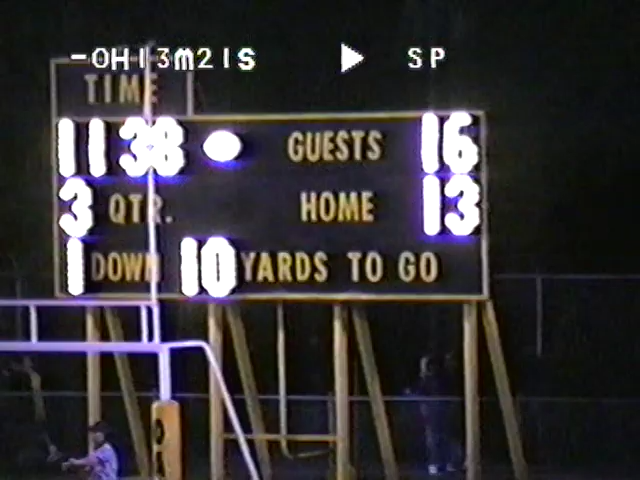 -0H13M21S ▶ SP
TIME
11 38 GUESTS 16
3 QTR. HOME 13
1 DOWN 10 YARDS TO GO